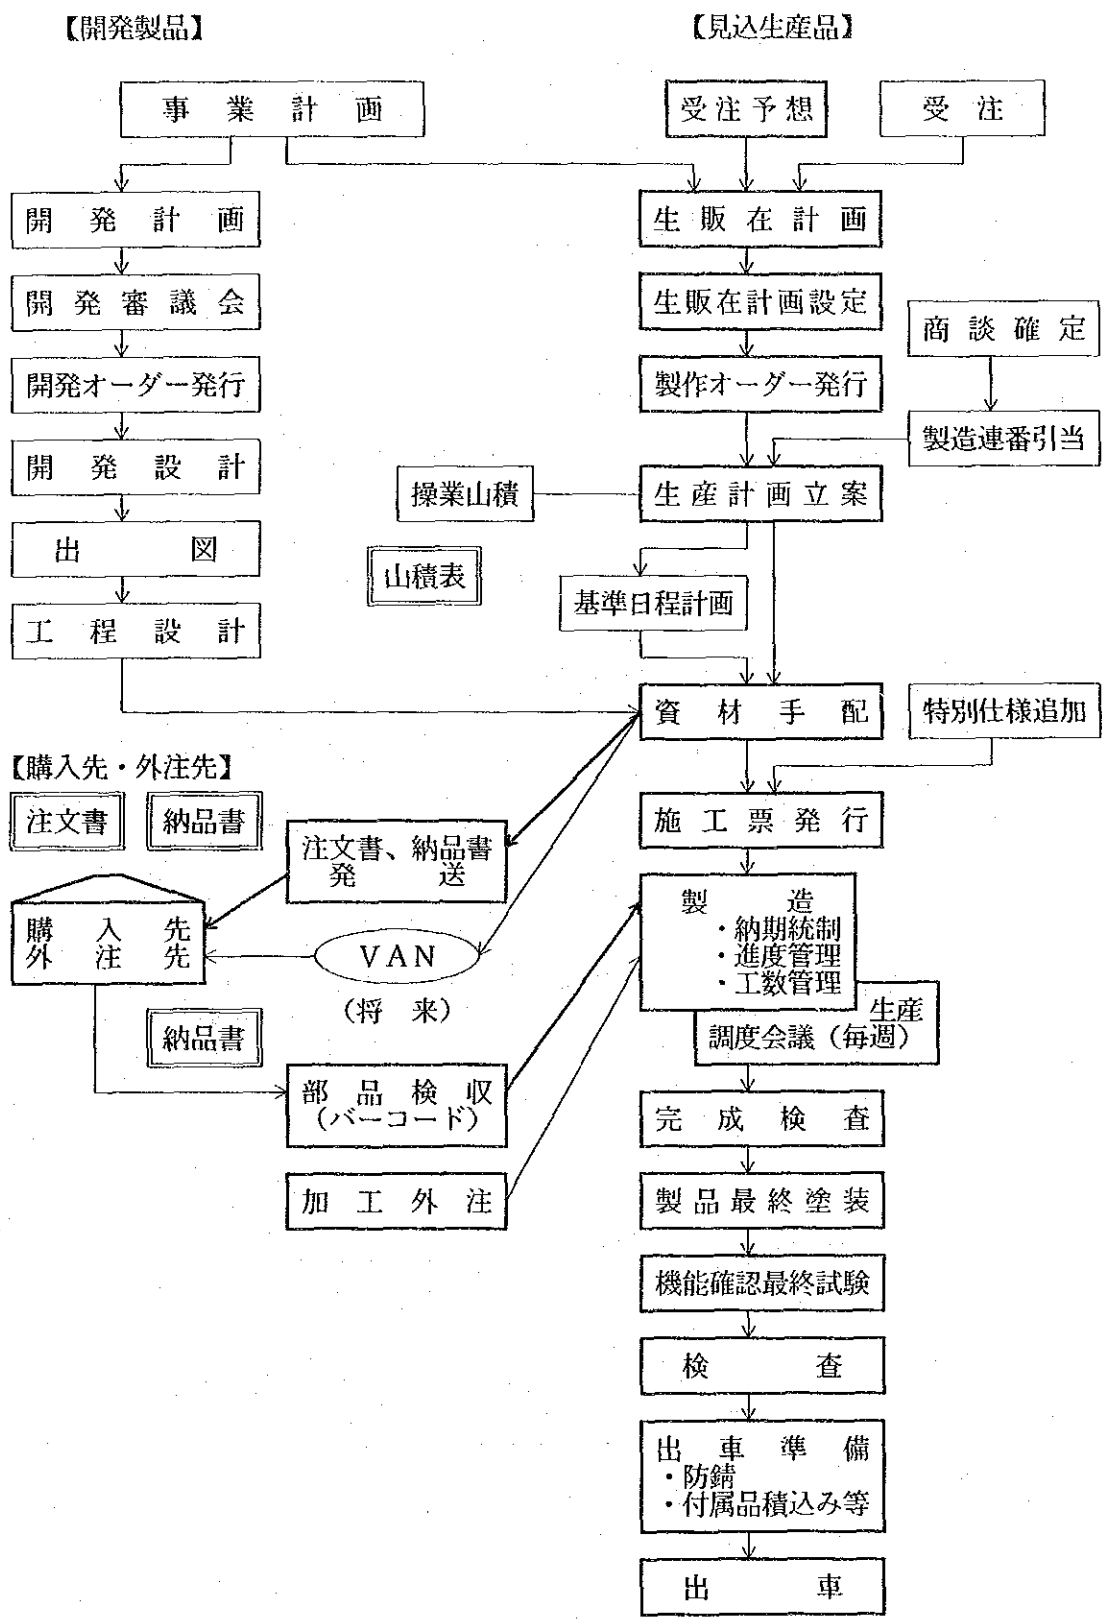 【開発製品】
【見込生産品】
事業計画
受注予想
受注
開発計画
生販在計画
開発審議会
生販在計画設定
商談確定
開発オーダー発行
製作オーダー発行
製造連番引当
開発設計
操業山積
生産計画立案
出図
山積表
基準日程計画
工程設計
資材手配
特別仕様追加
【購入先・外注先】
注文書
納品書
施工票発行
注文書、納品書
発送
購入先
外注先
VAN
(将来)
製造
・納期統制
・進度管理
・工数管理
生産
調度会議(毎週)
納品書
部品検収
(バーコード)
完成検査
加工外注
製品最終塗装
機能確認最終試験
検査
出車準備
・防錆
・付属品積込み等
出車